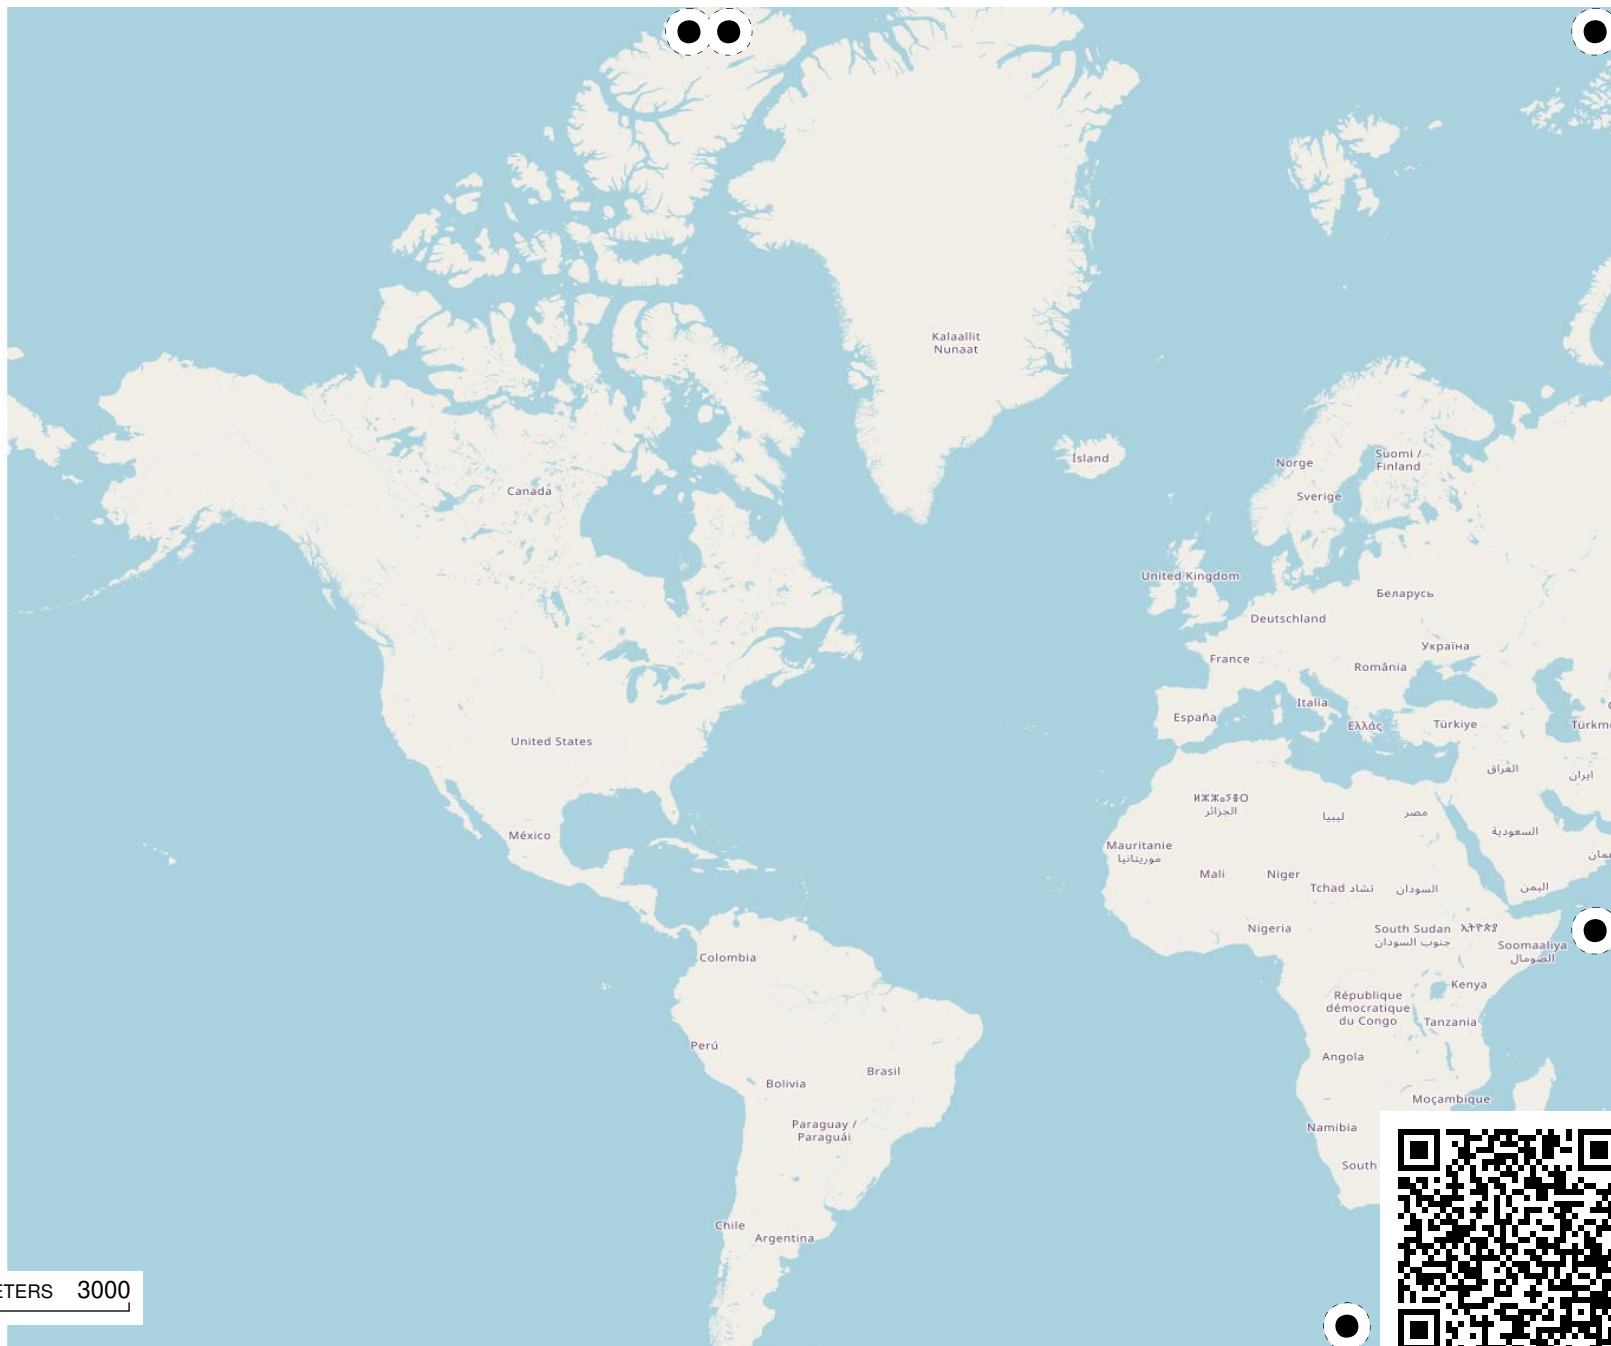 Kalaallit
Nunaat
Ísland
Suomi /
Finland
Norge
Canada
Sverige
United Kingdom
Беларусь
Deutschland
Україна
France
România
Italia
España
Ελλάς
Türkiye
United States
العراق
ایران
ⵍⵣⵣⴰⵢⴻⵔ
الجزائر
ليبيا
مصر
السعودية
México
Mauritanie
موريتانيا
Mali
Niger
Tchad تشاد
السودان
اليمن
Nigeria
South Sudan
جنوب السودان
ኢትዮጵያ
Soomaaliya
الصومال
Colombia
Kenya
République
démocratique
du Congo
Tanzania
Perú
Angola
Bolivia
Brasil
Moçambique
Paraguay /
Paraguái
Namibia
South
Chile
Argentina
ETERS 3000